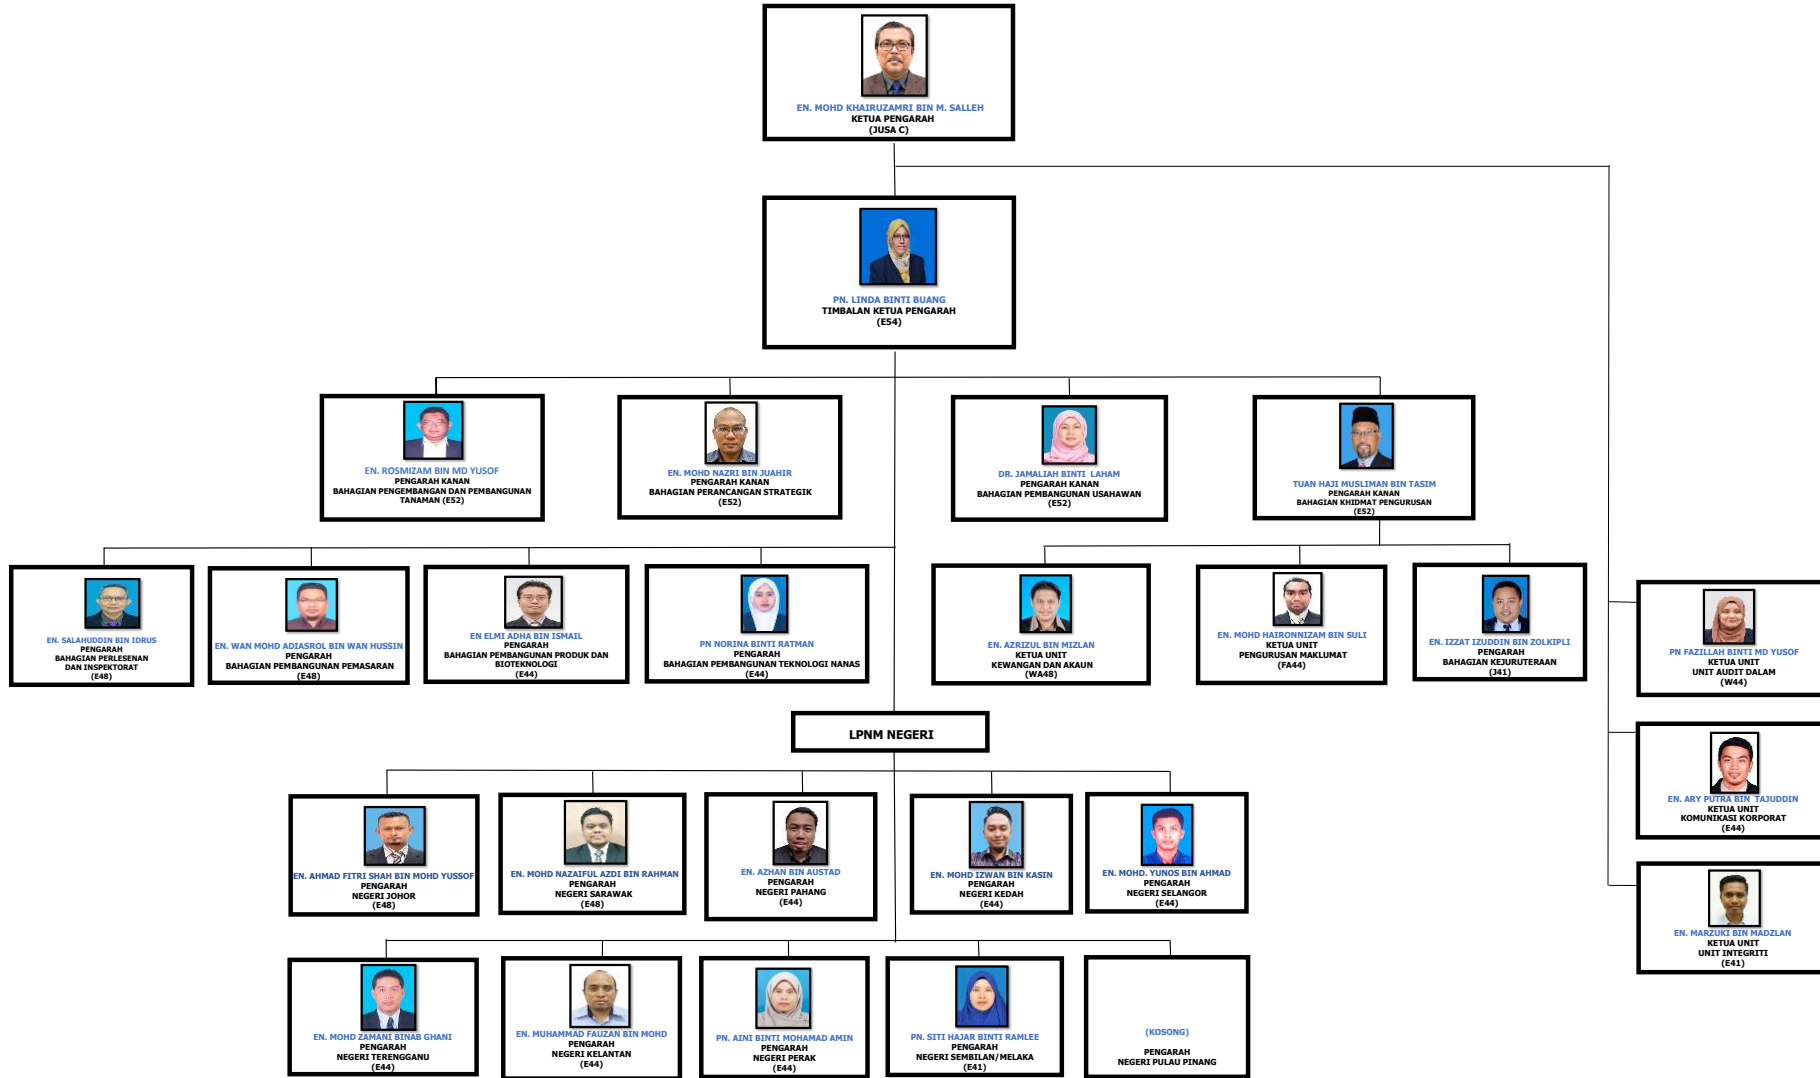 EN. MOHD KHAIRUZAMRI BIN M. SALLEH
KETUA PENGARAH
(JUSA C)
PN. LINDA BINTI BUANG
TIMBALAN KETUA PENGARAH
(E54)
EN. ROSMIZAM BIN MD YUSOF
PENGARAH KANAN
BAHAGIAN PENGEMBANGAN DAN PEMBANGUNAN
TANAMAN (E52)
EN. MOHD NAZRI BIN JUAHIR
PENGARAH KANAN
BAHAGIAN PERANCANGAN STRATEGIK
(E52)
DR. JAMALIAH BINTI LAHAM
PENGARAH KANAN
BAHAGIAN PEMBANGUNAN USAHAWAN
(E52)
TUAN HAJI MUSLIMAN BIN TASIM
PENGARAH KANAN
BAHAGIAN KHIDMAT PENGURUSAN
(E52)
EN. SALAHUDDIN BIN IDRUS
PENGARAH
BAHAGIAN PERLESENAN
DAN INSPEKTORAT
(E48)
EN. WAN MOHD ADIASROL BIN WAN HUSSIN
PENGARAH
BAHAGIAN PEMBANGUNAN PEMASARAN
(E48)
EN ELMI ADHA BIN ISMAIL
PENGARAH
BAHAGIAN PEMBANGUNAN PRODUK DAN
BIOTEKNOLOGI
(E44)
PN NORINA BINTI RATMAN
PENGARAH
BAHAGIAN PEMBANGUNAN TEKNOLOGI NANAS
(E44)
EN. AZRIZUL BIN MIZLAN
KETUA UNIT
KEWANGAN DAN AKAUN
(WA48)
EN. MOHD HAIRONNIZAM BIN SULI
KETUA UNIT
PENGURUSAN MAKLUMAT
(FA44)
EN. IZZAT IZUDDIN BIN ZOLKIPLI
PENGARAH
BAHAGIAN KEJURUTERAAN
(J41)
PN FAZILLAH BINTI MD YUSOF
KETUA UNIT
UNIT AUDIT DALAM
(W44)
EN. ARY PUTRA BIN TAJUDDIN
KETUA UNIT
KOMUNIKASI KORPORAT
(E44)
EN. MARZUKI BIN MADZLAN
KETUA UNIT
UNIT INTEGRITI
(E41)
LPNM NEGERI
EN. AHMAD FITRI SHAH BIN MOHD YUSSOF
PENGARAH
NEGERI JOHOR
(E48)
EN. MOHD NAZAIFUL AZDI BIN RAHMAN
PENGARAH
NEGERI SARAWAK
(E48)
EN. AZHAN BIN AUSTAD
PENGARAH
NEGERI PAHANG
(E44)
EN. MOHD IZWAN BIN KASIN
PENGARAH
NEGERI KEDAH
(E44)
EN. MOHD. YUNOS BIN AHMAD
PENGARAH
NEGERI SELANGOR
(E44)
EN. MOHD ZAMANI BINAB GHANI
PENGARAH
NEGERI TERENGGANU
(E44)
EN. MUHAMMAD FAUZAN BIN MOHD
PENGARAH
NEGERI KELANTAN
(E44)
PN. AINI BINTI MOHAMAD AMIN
PENGARAH
NEGERI PERAK
(E44)
PN. SITI HAJAR BINTI RAMLEE
PENGARAH
NEGERI SEMBILAN/MELAKA
(E41)
(KOSONG)
PENGARAH
NEGERI PULAU PINANG